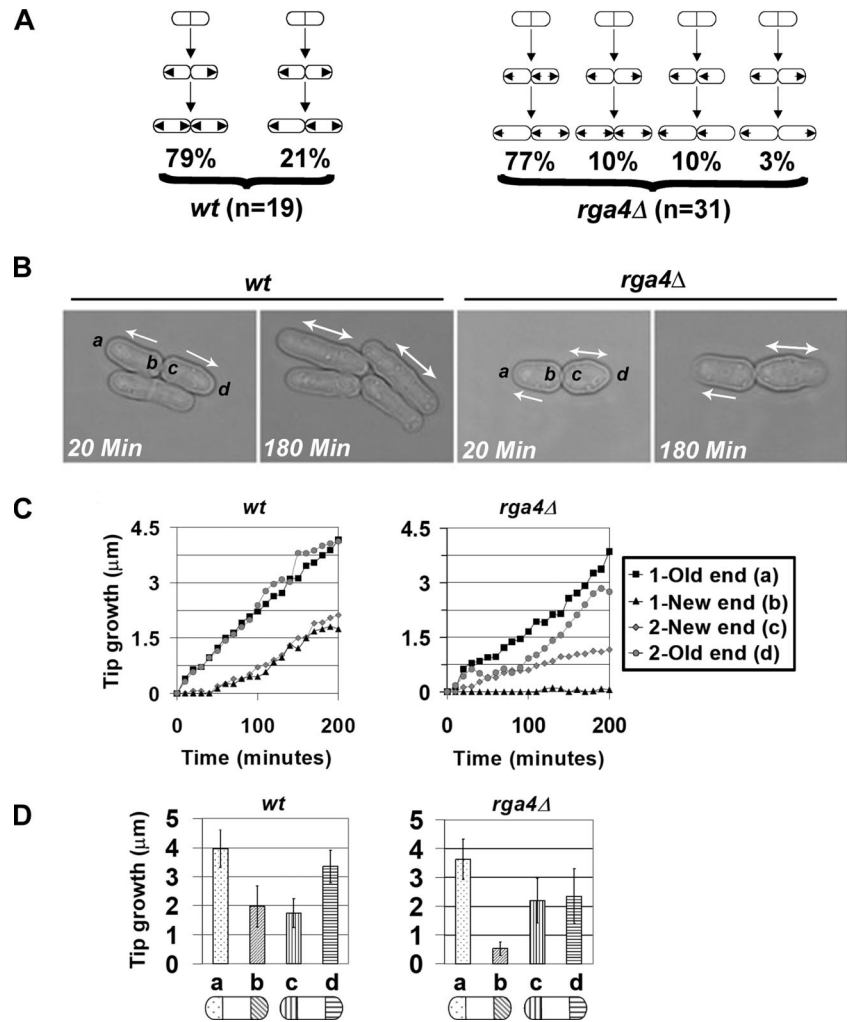 A
79% 21%
wt (n=19)
77% 10% 10% 3%
rga4Δ (n=31)
B
wt rga4Δ
a b c d a b c d
20 Min 180 Min 20 Min 180 Min
C
wt rga4Δ
Tip growth (μm)
4.5 4.5
3 3
1.5 1.5
0 0
0 100 200 0 100 200
Time (minutes) Time (minutes)
1-Old end (a)
1-New end (b)
2-New end (c)
2-Old end (d)
D
wt rga4Δ
Tip growth (μm)
5 5
4 4
3 3
2 2
1 1
0 0
a b c d a b c d